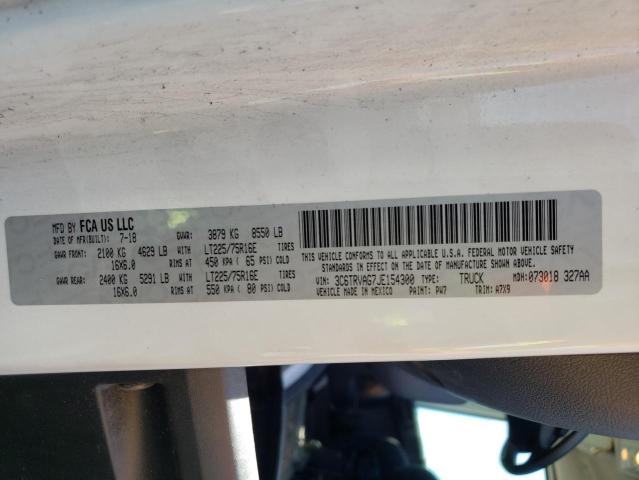 MFD BY FCA US LLC
DATE OF MFR(BUILT): 7-18 GVWR: 3879 KG 8550 LB
GAWR FRONT: 2100 KG 4629 LB WITH LT225/75R16E TIRES
16X6.0 RIMS AT 450 KPA ( 65 PSI) COLD
GAWR REAR: 2400 KG 5291 LB WITH LT225/75R16E TIRES
16X6.0 RIMS AT 550 KPA ( 80 PSI) COLD
THIS VEHICLE CONFORMS TO ALL APPLICABLE U.S.A. FEDERAL MOTOR VEHICLE SAFETY
STANDARDS IN EFFECT ON THE DATE OF MANUFACTURE SHOWN ABOVE.
VIN: 3C6TRVAG7JE154300 TYPE: TRUCK MDH: 073018 327AA
VEHICLE MADE IN MEXICO PAINT: PW7 TRIM: A7X9